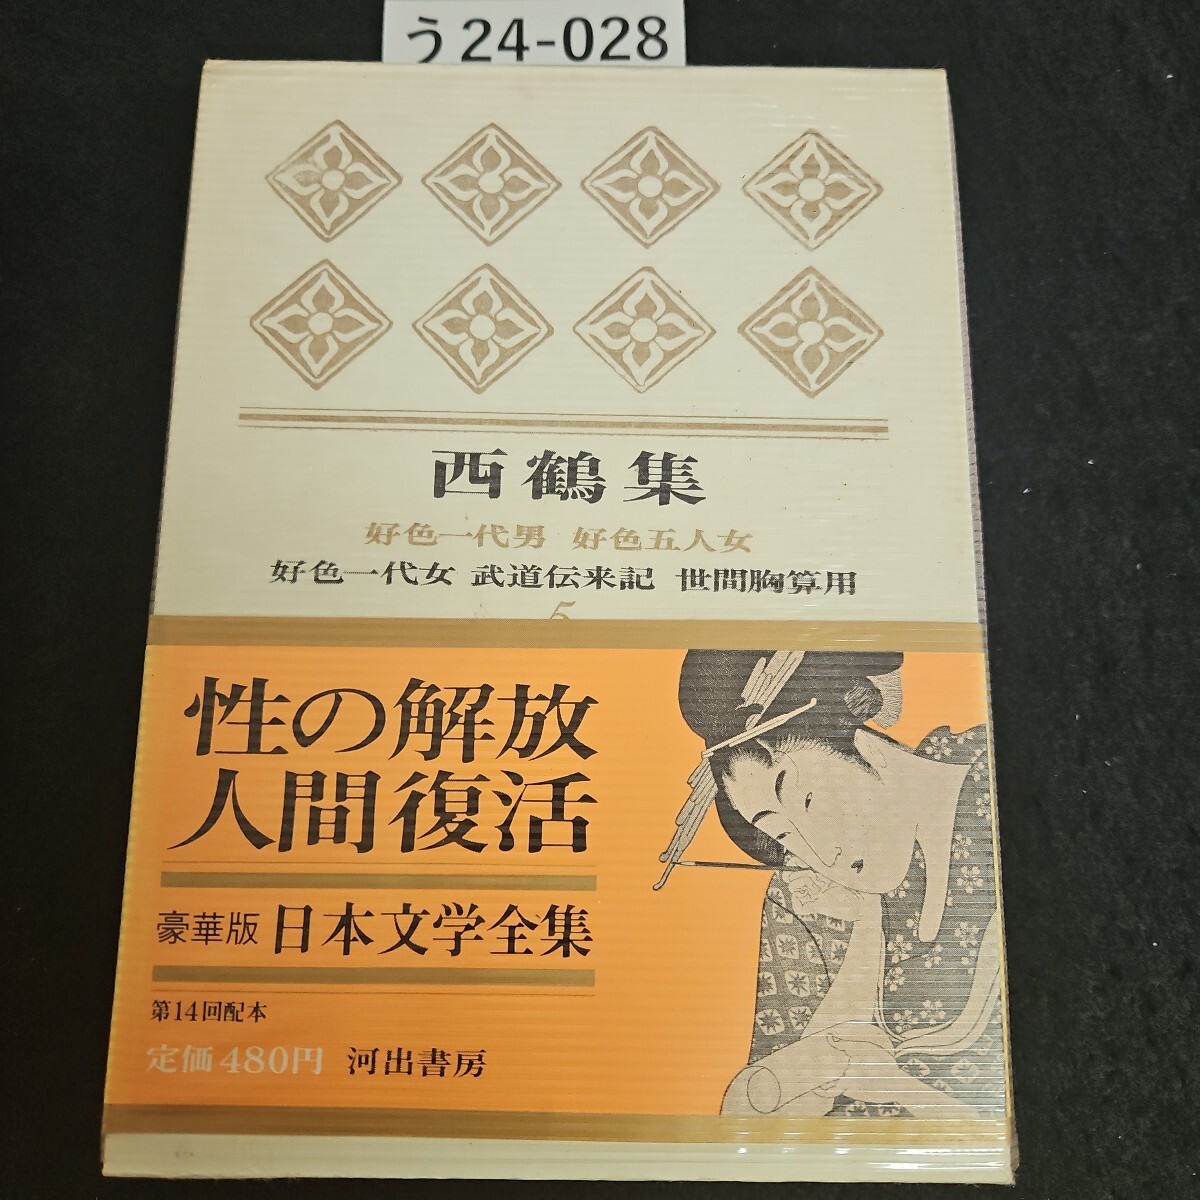 う24-028
西鶴集
好色一代男 好色五人女
好色一代女 武道伝来記 世間胸算用
5
性の解放
人間復活
豪華版 日本文学全集
第14回配本
定価480円 河出書房